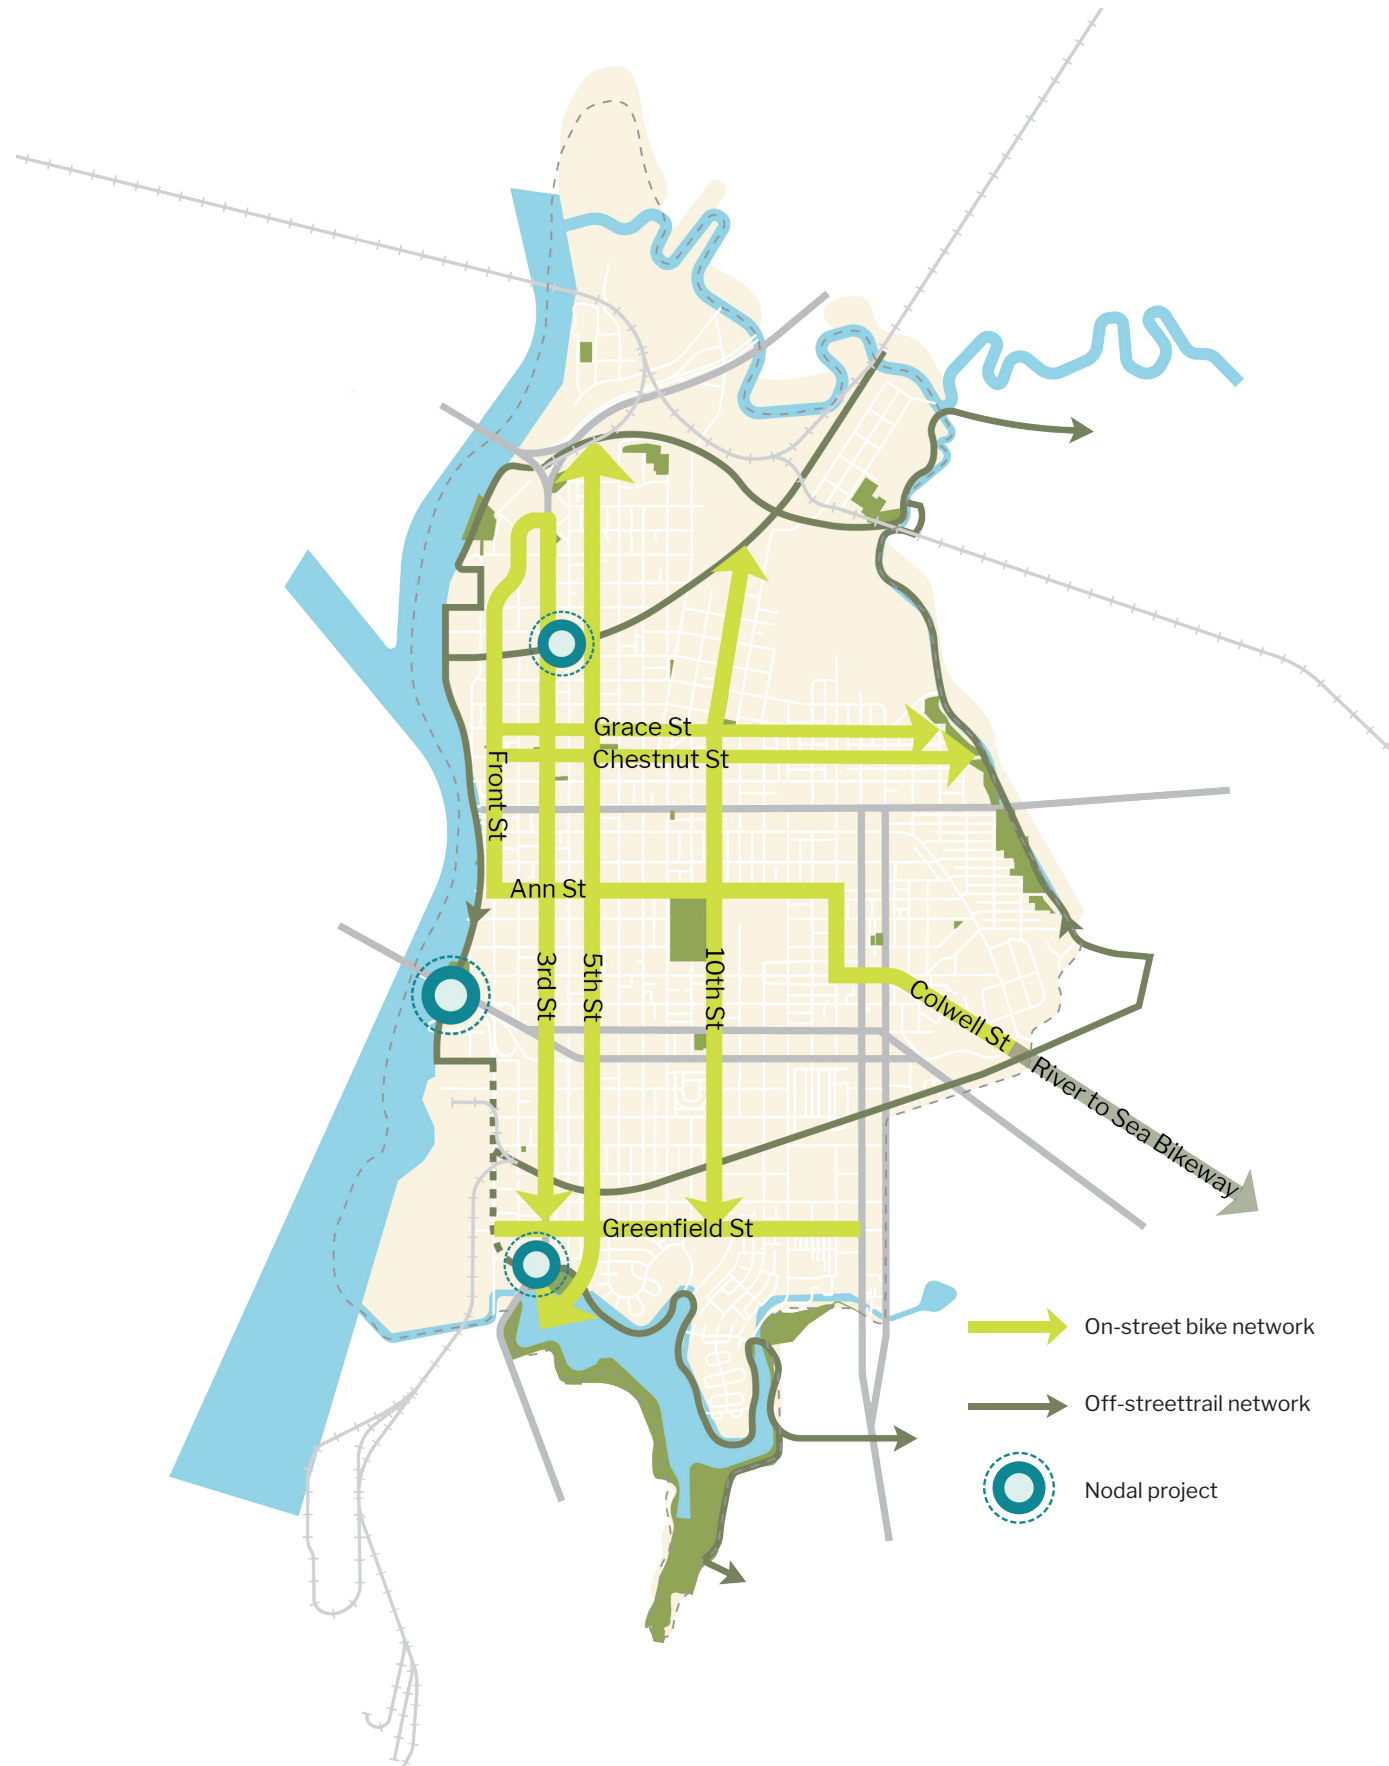 Grace St
Chestnut St
Front St
Ann St
3rd St
5th St
10th St
Colwell St
River to Sea Bikeway
Greenfield St
On-street bike network
Off-streettrail network
Nodal project